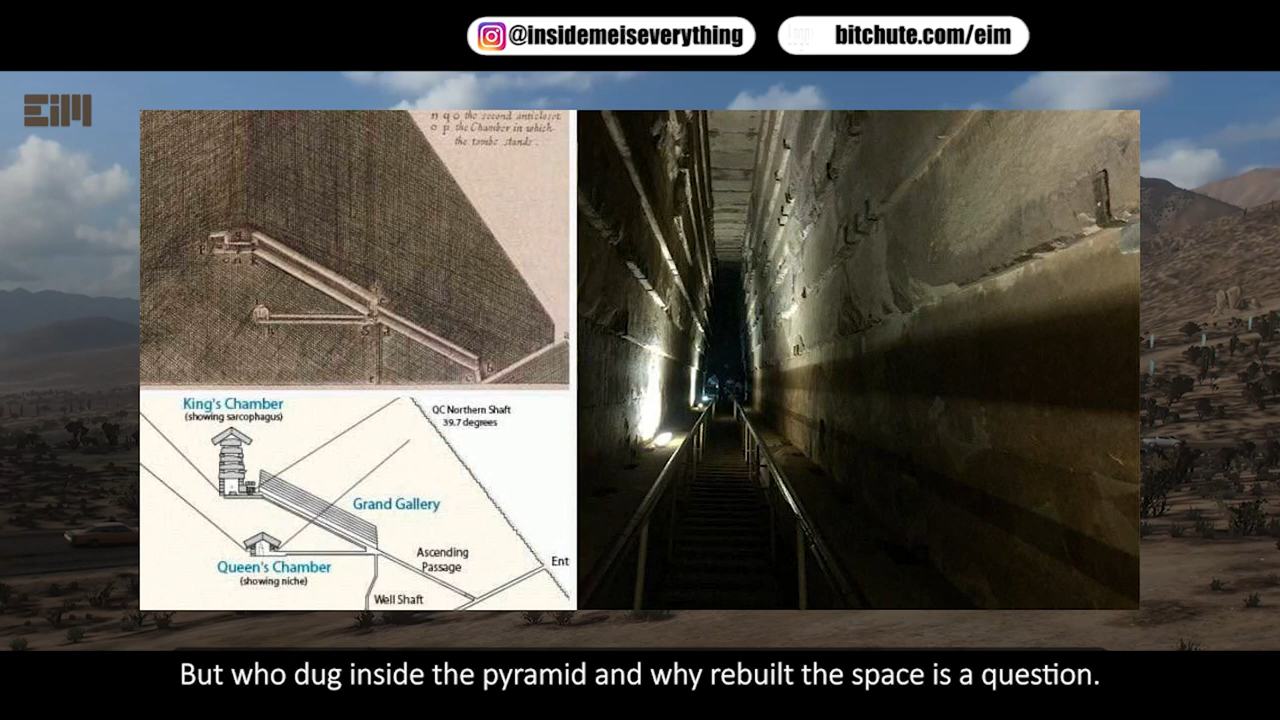 @insidemeiseverything
bitchute.com/eim
EIM
n q o the second anticloset
o p the Chamber in which
the tombe stands.
King's Chamber
(showing sarcophagus)
QC Northern Shaft
39.7 degrees
Grand Gallery
Ascending
Passage
Ent
Queen's Chamber
(showing niche)
Well Shaft
But who dug inside the pyramid and why rebuilt the space is a question.